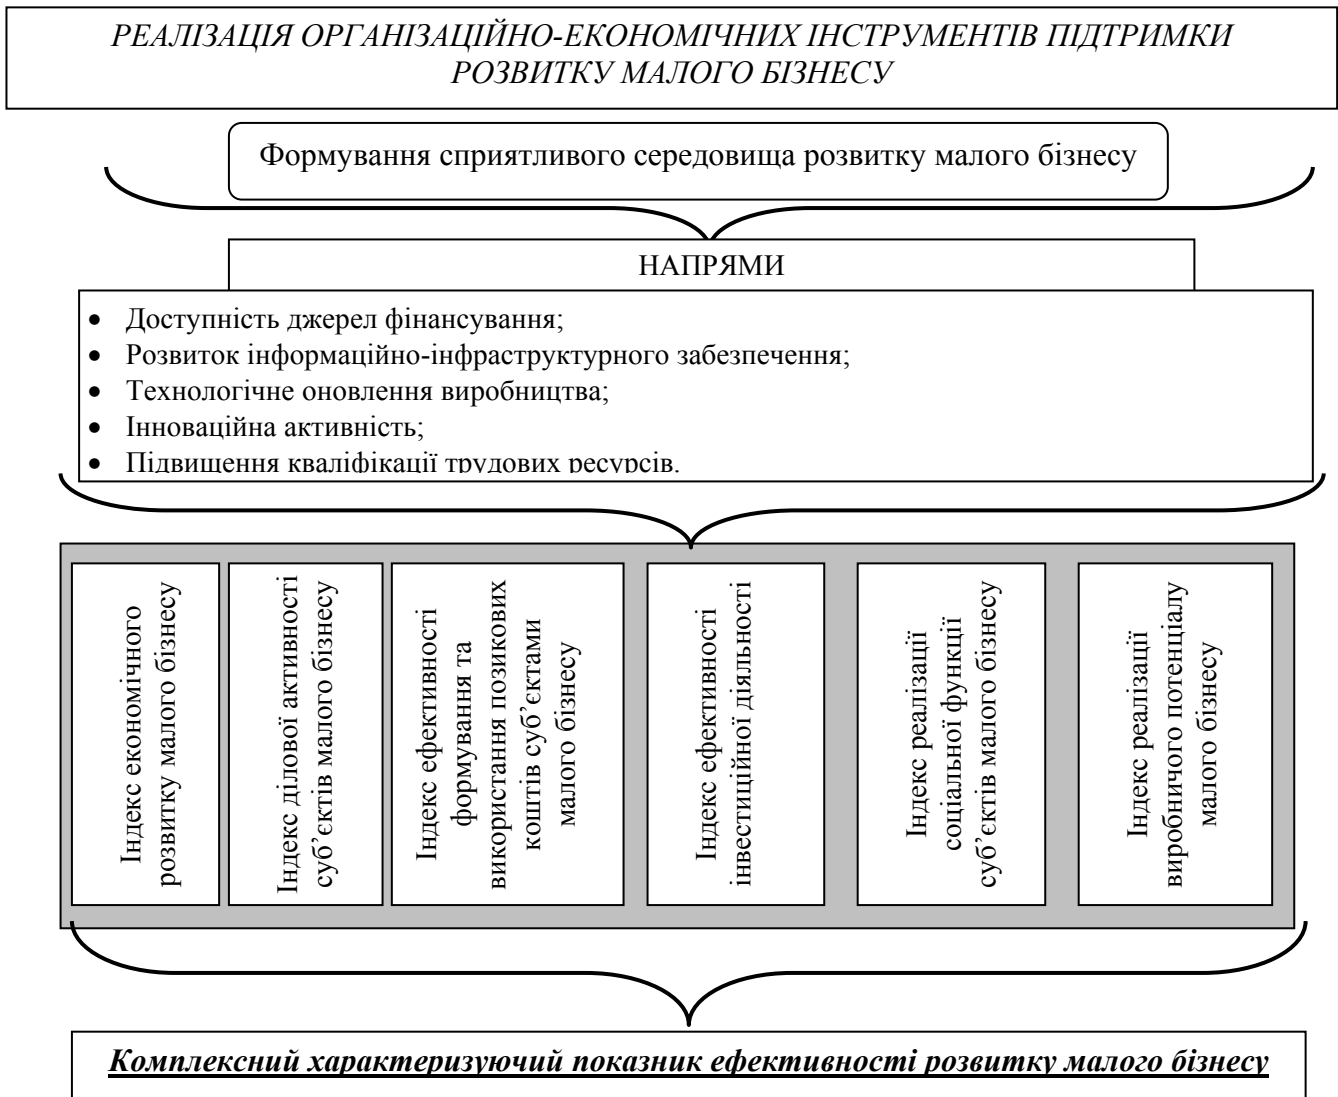 РЕАЛІЗАЦІЯ ОРГАНІЗАЦІЙНО-ЕКОНОМІЧНИХ ІНСТРУМЕНТІВ ПІДТРИМКИ
РОЗВИТКУ МАЛОГО БІЗНЕСУ
Формування сприятливого середовища розвитку малого бізнесу
НАПРЯМИ
• Доступність джерел фінансування;
• Розвиток інформаційно-інфраструктурного забезпечення;
• Технологічне оновлення виробництва;
• Інноваційна активність;
• Підвищення кваліфікації трудових ресурсів.
Індекс економічного
розвитку малого бізнесу
Індекс ділової активності
суб’єктів малого бізнесу
Індекс ефективності
формування та
використання позикових
коштів суб’єктами
малого бізнесу
Індекс ефективності
інвестиційної діяльності
Індекс реалізації
соціальної функції
суб’єктів малого бізнесу
Індекс реалізації
виробничого потенціалу
малого бізнесу
Комплексний характеризуючий показник ефективності розвитку малого бізнесу